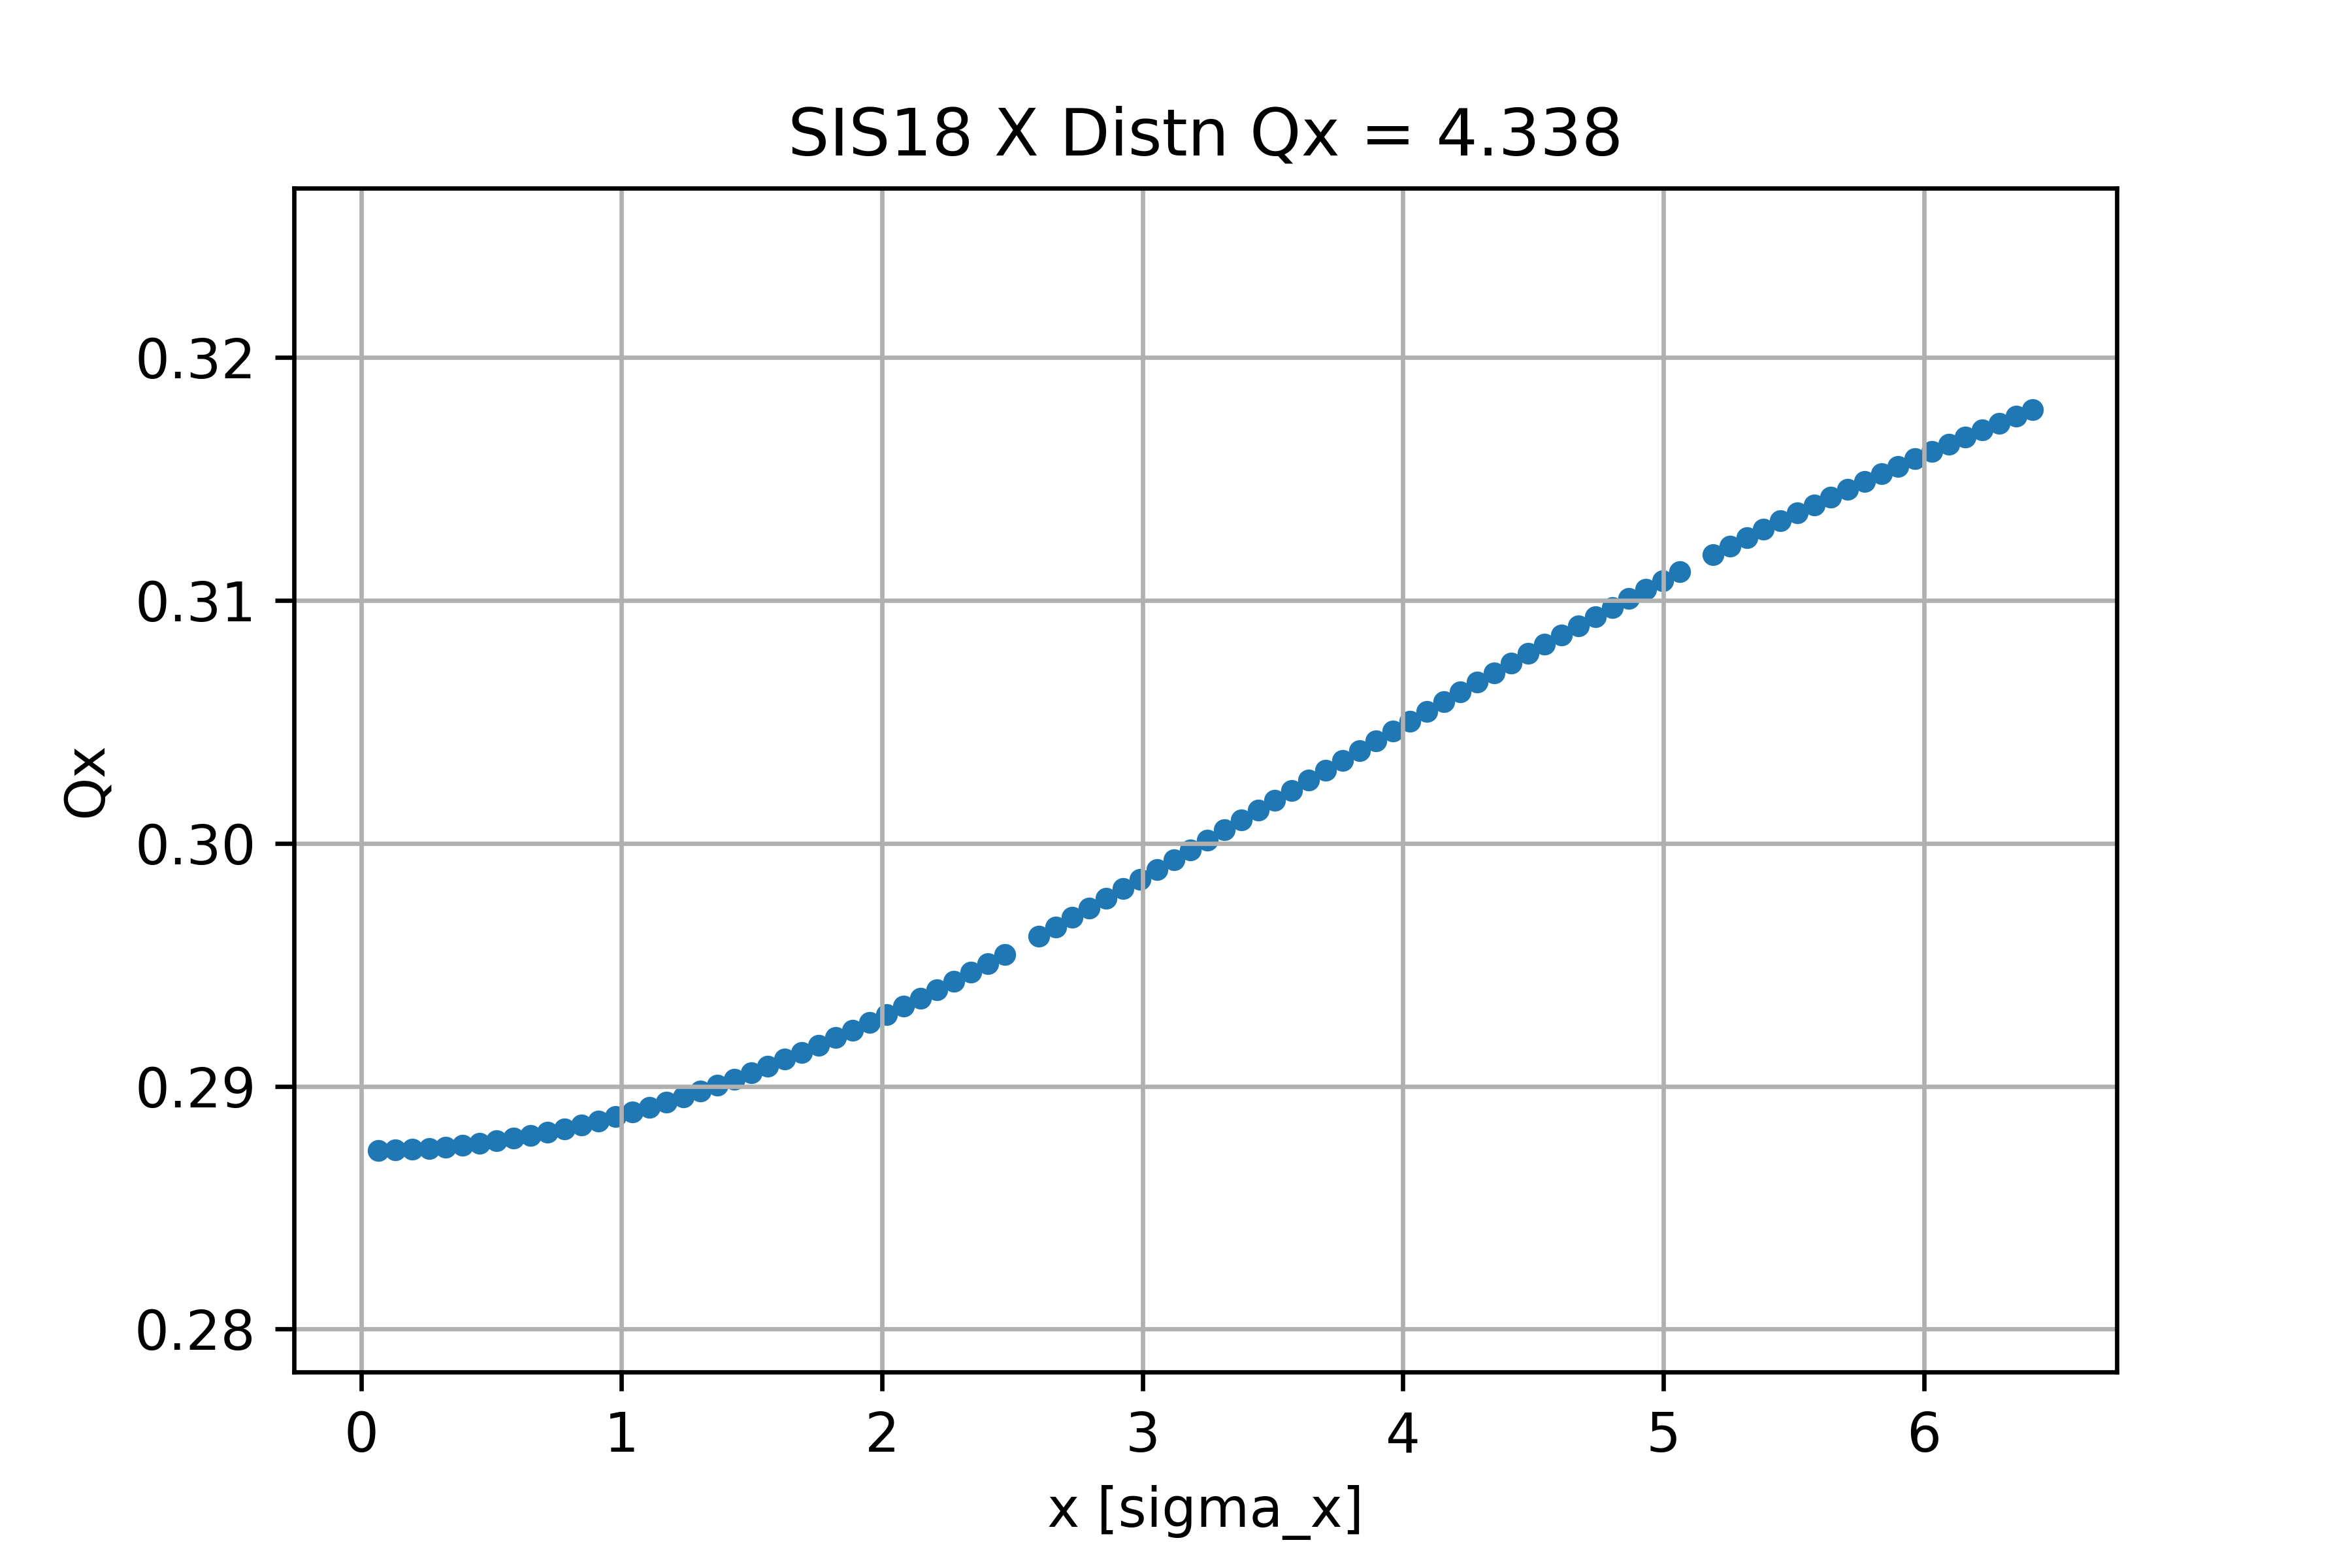 SIS18 X Distn Qx = 4.338
0.32
0.31
0.30
0.29
0.28
Qx
0 1 2 3 4 5 6
x [sigma_x]